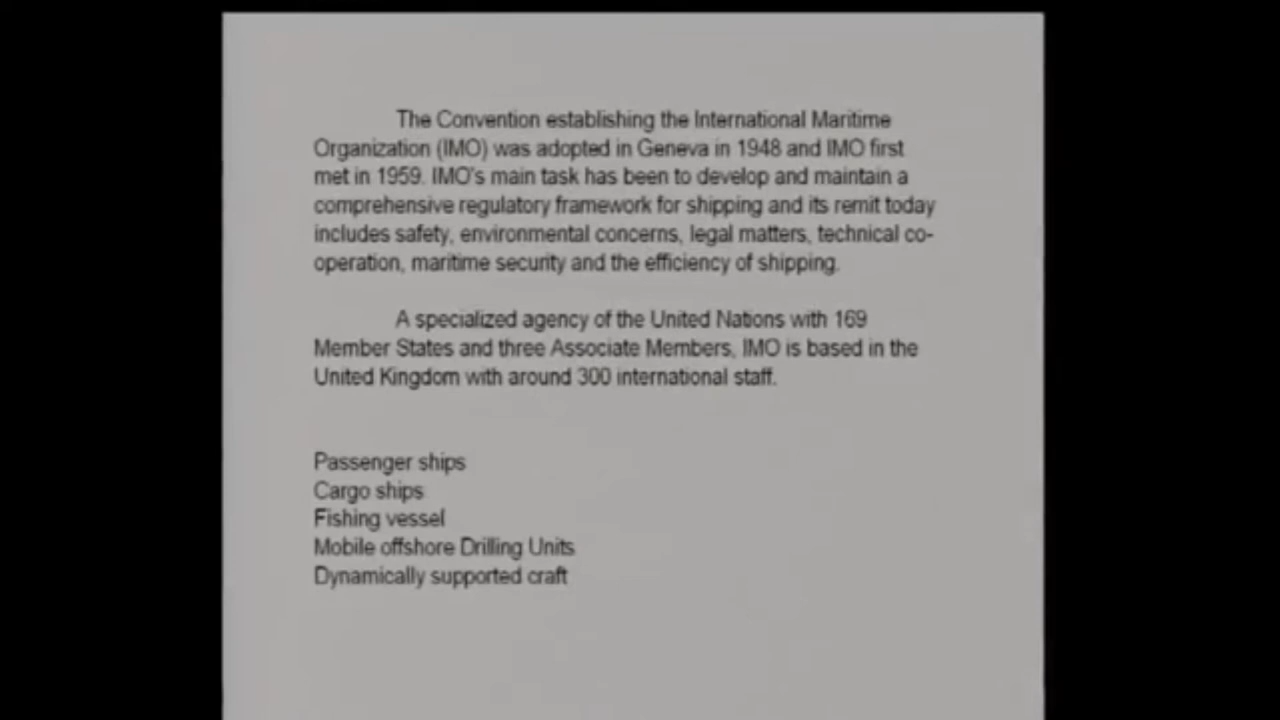 The Convention establishing the International Maritime
Organization (IMO) was adopted in Geneva in 1948 and IMO first
met in 1959. IMO's main task has been to develop and maintain a
comprehensive regulatory framework for shipping and its remit today
includes safety, environmental concerns, legal matters, technical co-
operation, maritime security and the efficiency of shipping.
A specialized agency of the United Nations with 169
Member States and three Associate Members, IMO is based in the
United Kingdom with around 300 international staff.
Passenger ships
Cargo ships
Fishing vessel
Mobile offshore Drilling Units
Dynamically supported craft